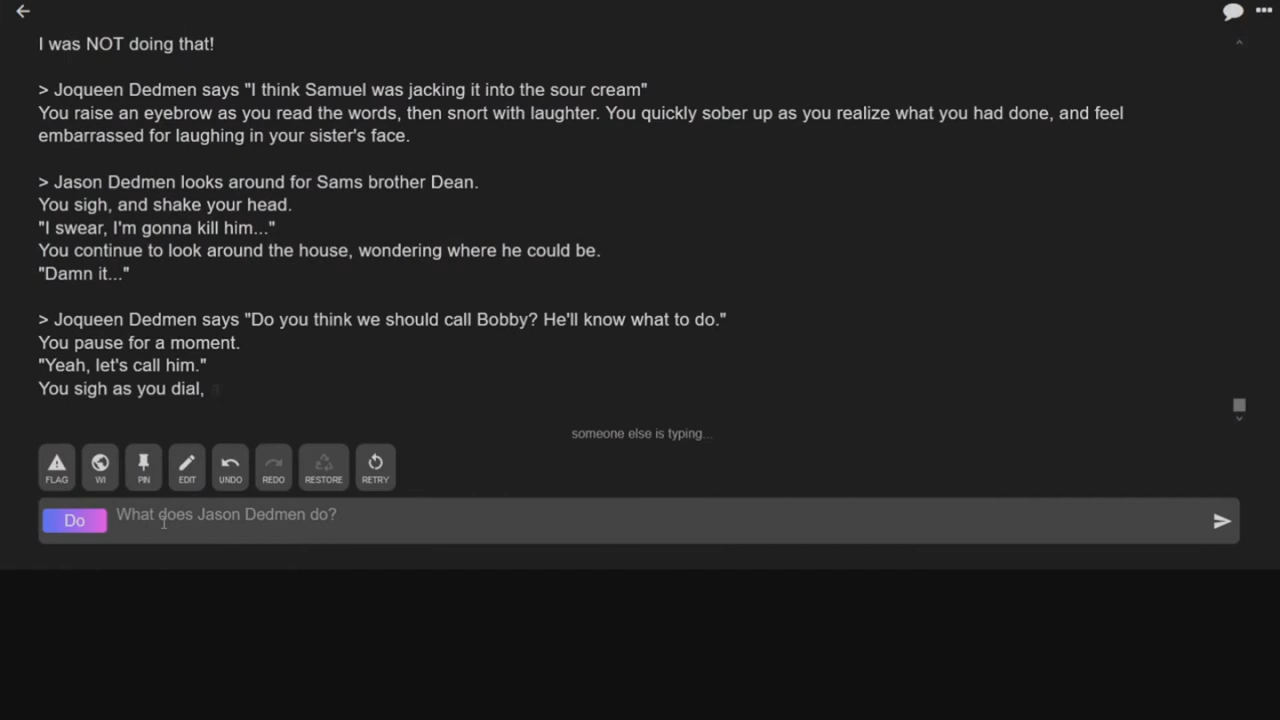 I was NOT doing that!
> Joqueen Dedmen says "I think Samuel was jacking it into the sour cream"
You raise an eyebrow as you read the words, then snort with laughter. You quickly sober up as you realize what you had done, and feel
embarrassed for laughing in your sister's face.
> Jason Dedmen looks around for Sams brother Dean.
You sigh, and shake your head.
"I swear, I'm gonna kill him..."
You continue to look around the house, wondering where he could be.
"Damn it..."
> Joqueen Dedmen says "Do you think we should call Bobby? He'll know what to do."
You pause for a moment.
"Yeah, let's call him."
You sigh as you dial,
someone else is typing...
FLAG WI PIN EDIT UNDO REDO RESTORE RETRY
Do What does Jason Dedmen do?